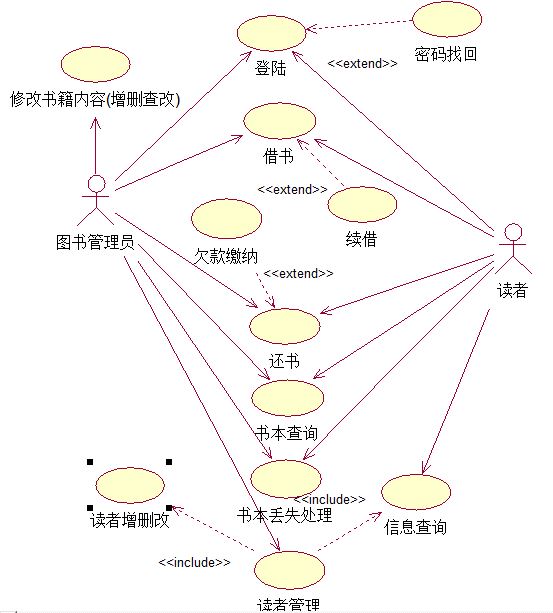 登陆
密码找回
<<extend>>
修改书籍内容(增删查改)
借书
<<extend>>
图书管理员
欠款缴纳
续借
<<extend>>
读者
还书
书本查询
书本丢失处理
<<include>>
读者增删改
信息查询
<<include>>
读者管理